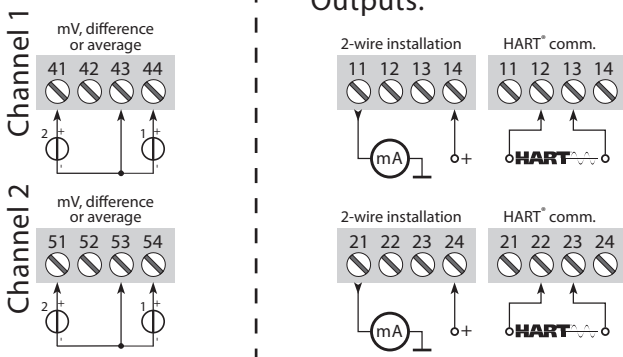 Outputs:
Channel 1
mV, difference
or average
41 42 43 44
2 + - 1 + -
2-wire installation
11 12 13 14
mA
+
HART® comm.
11 12 13 14
HART
Channel 2
mV, difference
or average
51 52 53 54
2 + - 1 + -
2-wire installation
21 22 23 24
mA
+
HART® comm.
21 22 23 24
HART